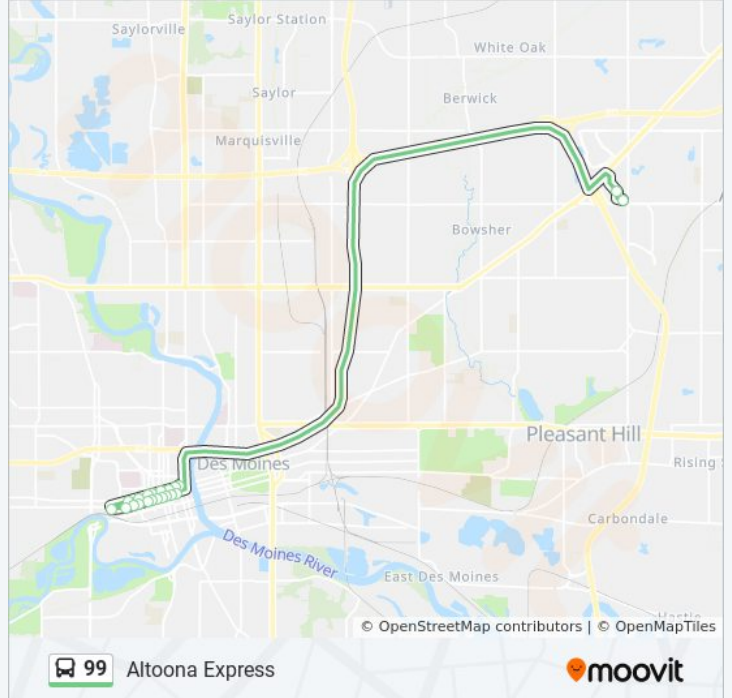 Saylor Station
Saylorville
White Oak
Saylor
Berwick
Marquisville
Bowsher
Pleasant Hill
Des Moines
Rising
Carbondale
Des Moines River
East Des Moines
© OpenStreetMap contributors | © OpenMapTiles
99 Altoona Express
moovit